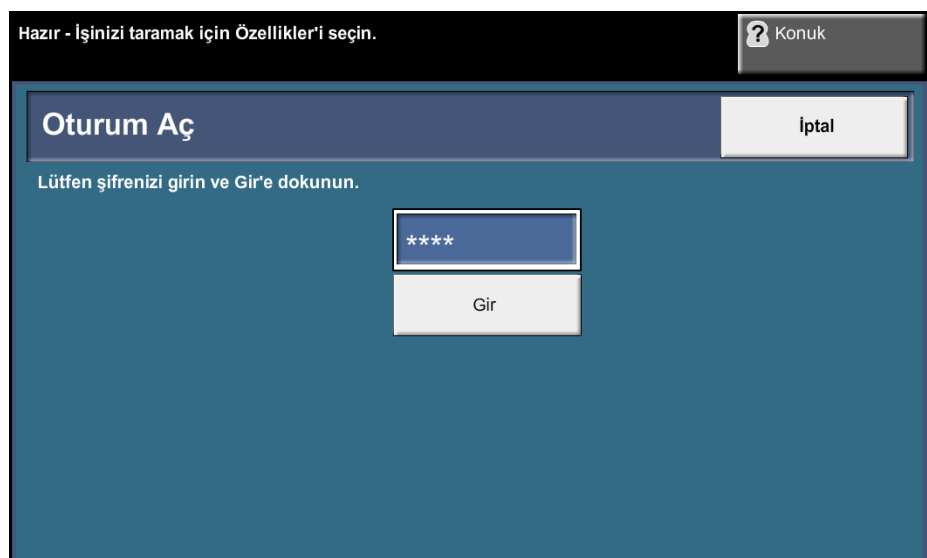 Hazır - İşinizi taramak için Özellikler'i seçin.
? Konuk
Oturum Aç
İptal
Lütfen şifrenizi girin ve Gir'e dokunun.
****
Gir